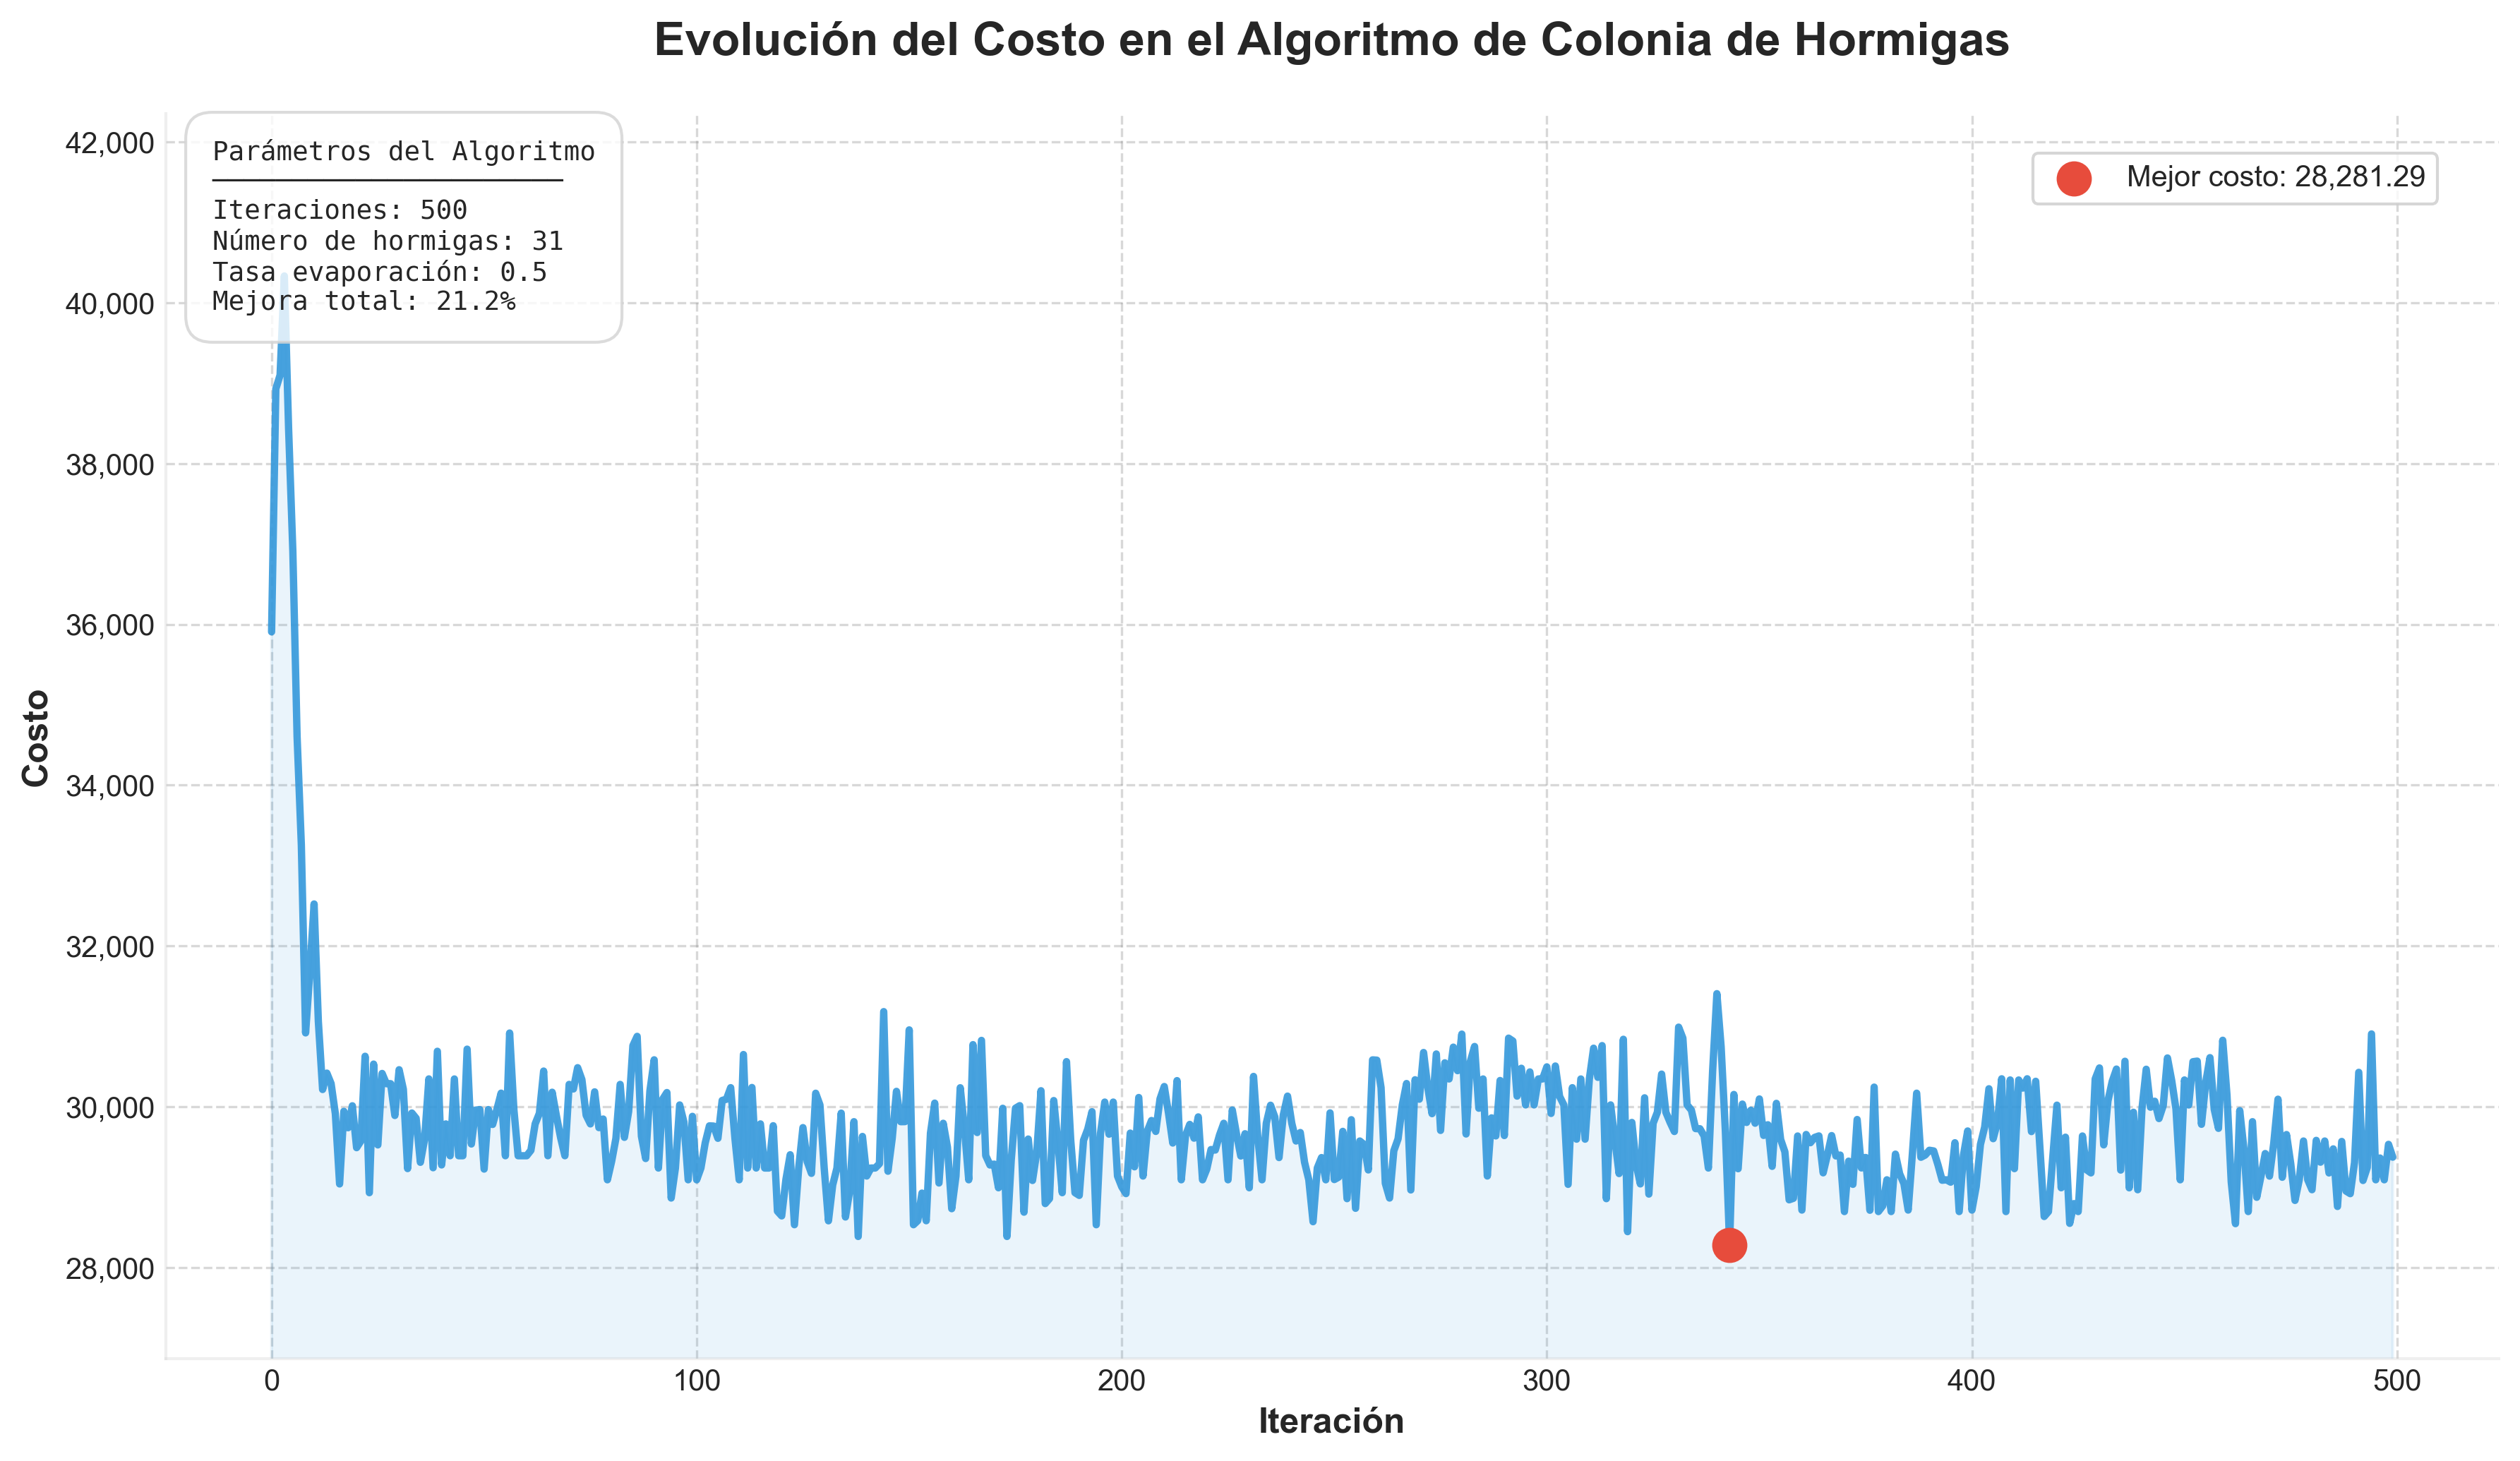 Evolución del Costo en el Algoritmo de Colonia de Hormigas
Parámetros del Algoritmo
Iteraciones: 500
Número de hormigas: 31
Tasa evaporación: 0.5
Mejora total: 21.2%
Mejor costo: 28,281.29
Costo
42,000
40,000
38,000
36,000
34,000
32,000
30,000
28,000
0 100 200 300 400 500
Iteración